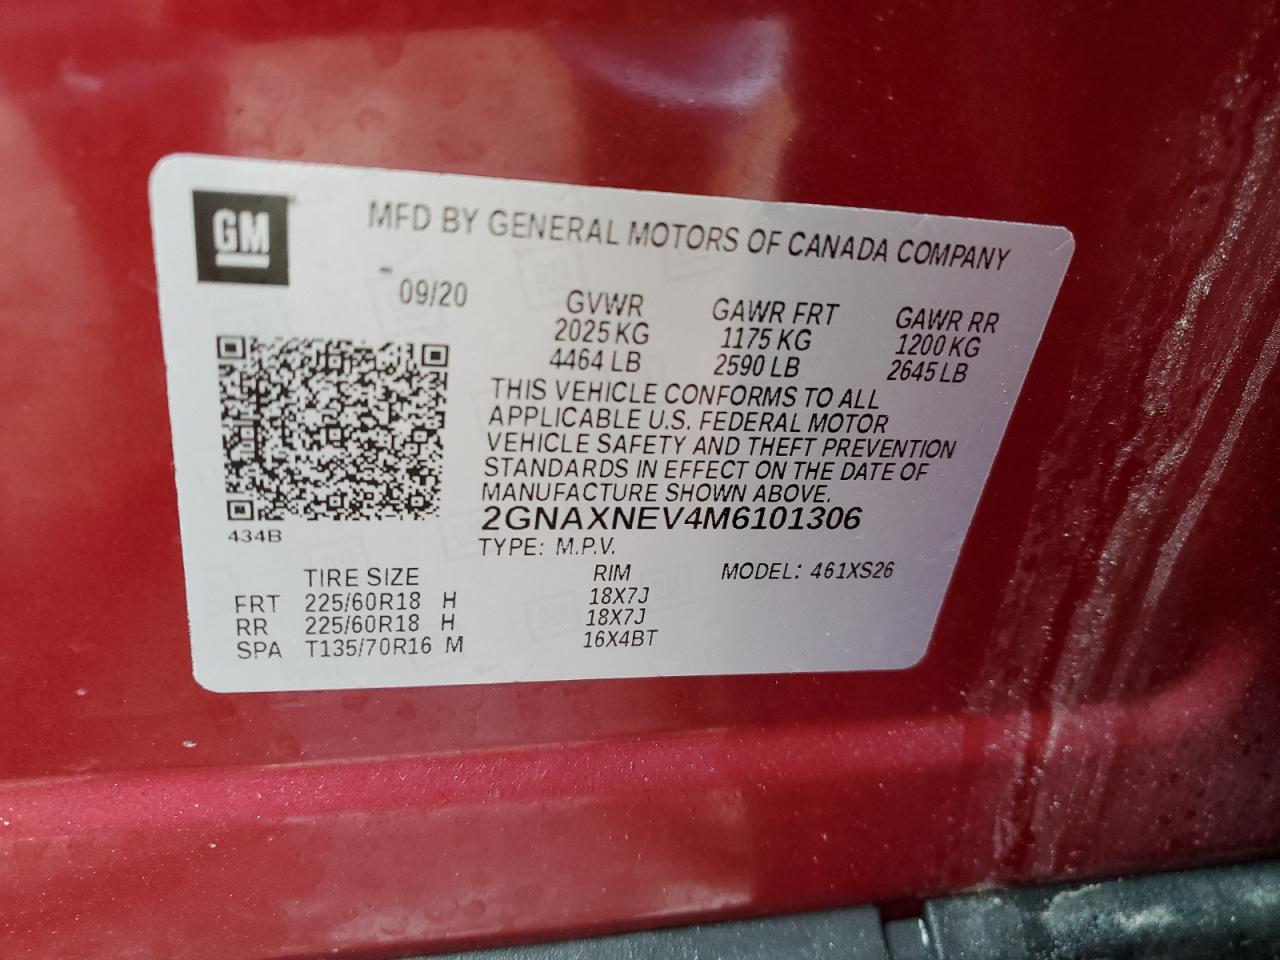 GM
MFD BY GENERAL MOTORS OF CANADA COMPANY
09/20
GVWR GAWR FRT GAWR RR
2025 KG 1175 KG 1200 KG
4464 LB 2590 LB 2645 LB
THIS VEHICLE CONFORMS TO ALL
APPLICABLE U.S. FEDERAL MOTOR
VEHICLE SAFETY AND THEFT PREVENTION
STANDARDS IN EFFECT ON THE DATE OF
MANUFACTURE SHOWN ABOVE.
434B
2GNAXNEV4M6101306
TYPE: M.P.V.
TIRE SIZE RIM MODEL: 461XS26
FRT 225/60R18 H 18X7J
RR 225/60R18 H 18X7J
SPA T135/70R16 M 16X4BT